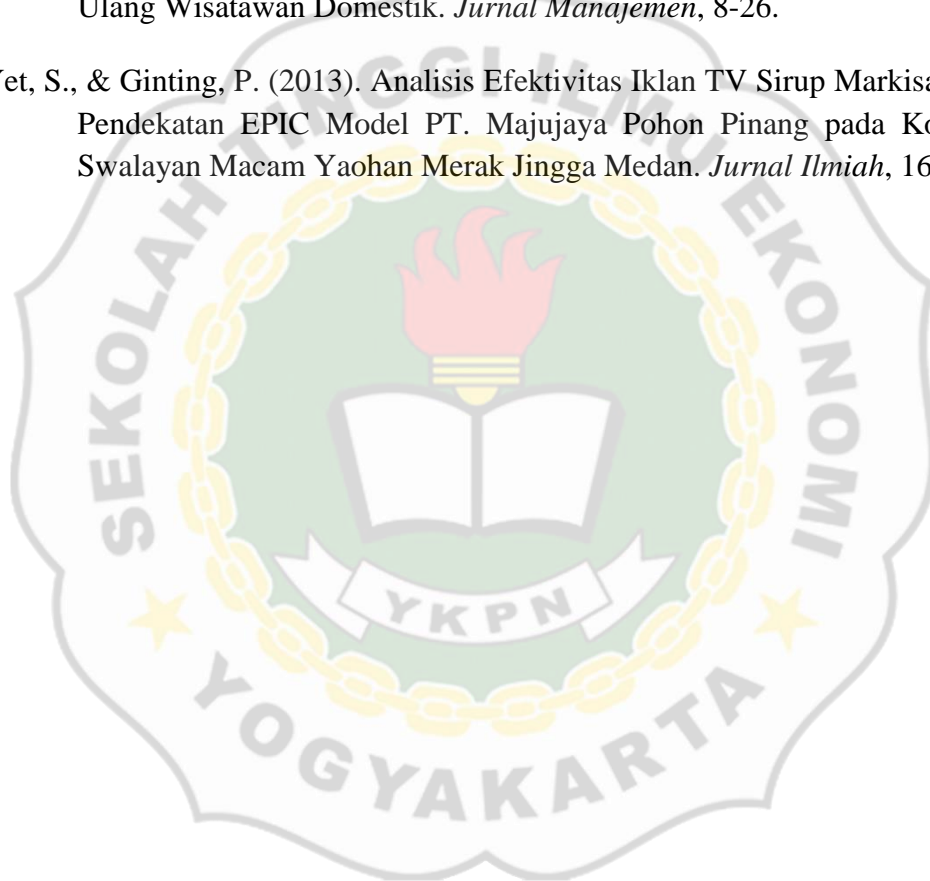 Ulang Wisatawan Domestik. Jurnal Manajemen, 8-26.
Yet, S., & Ginting, P. (2013). Analisis Efektivitas Iklan TV Sirup Markisa
Pendekatan EPIC Model PT. Majujaya Pohon Pinang pada Ko
Swalayan Macam Yaohan Merak Jingga Medan. Jurnal Ilmiah, 16
SEKOLAH TINGGI ILMU EKONOMI
YKPN
YOGYAKARTA